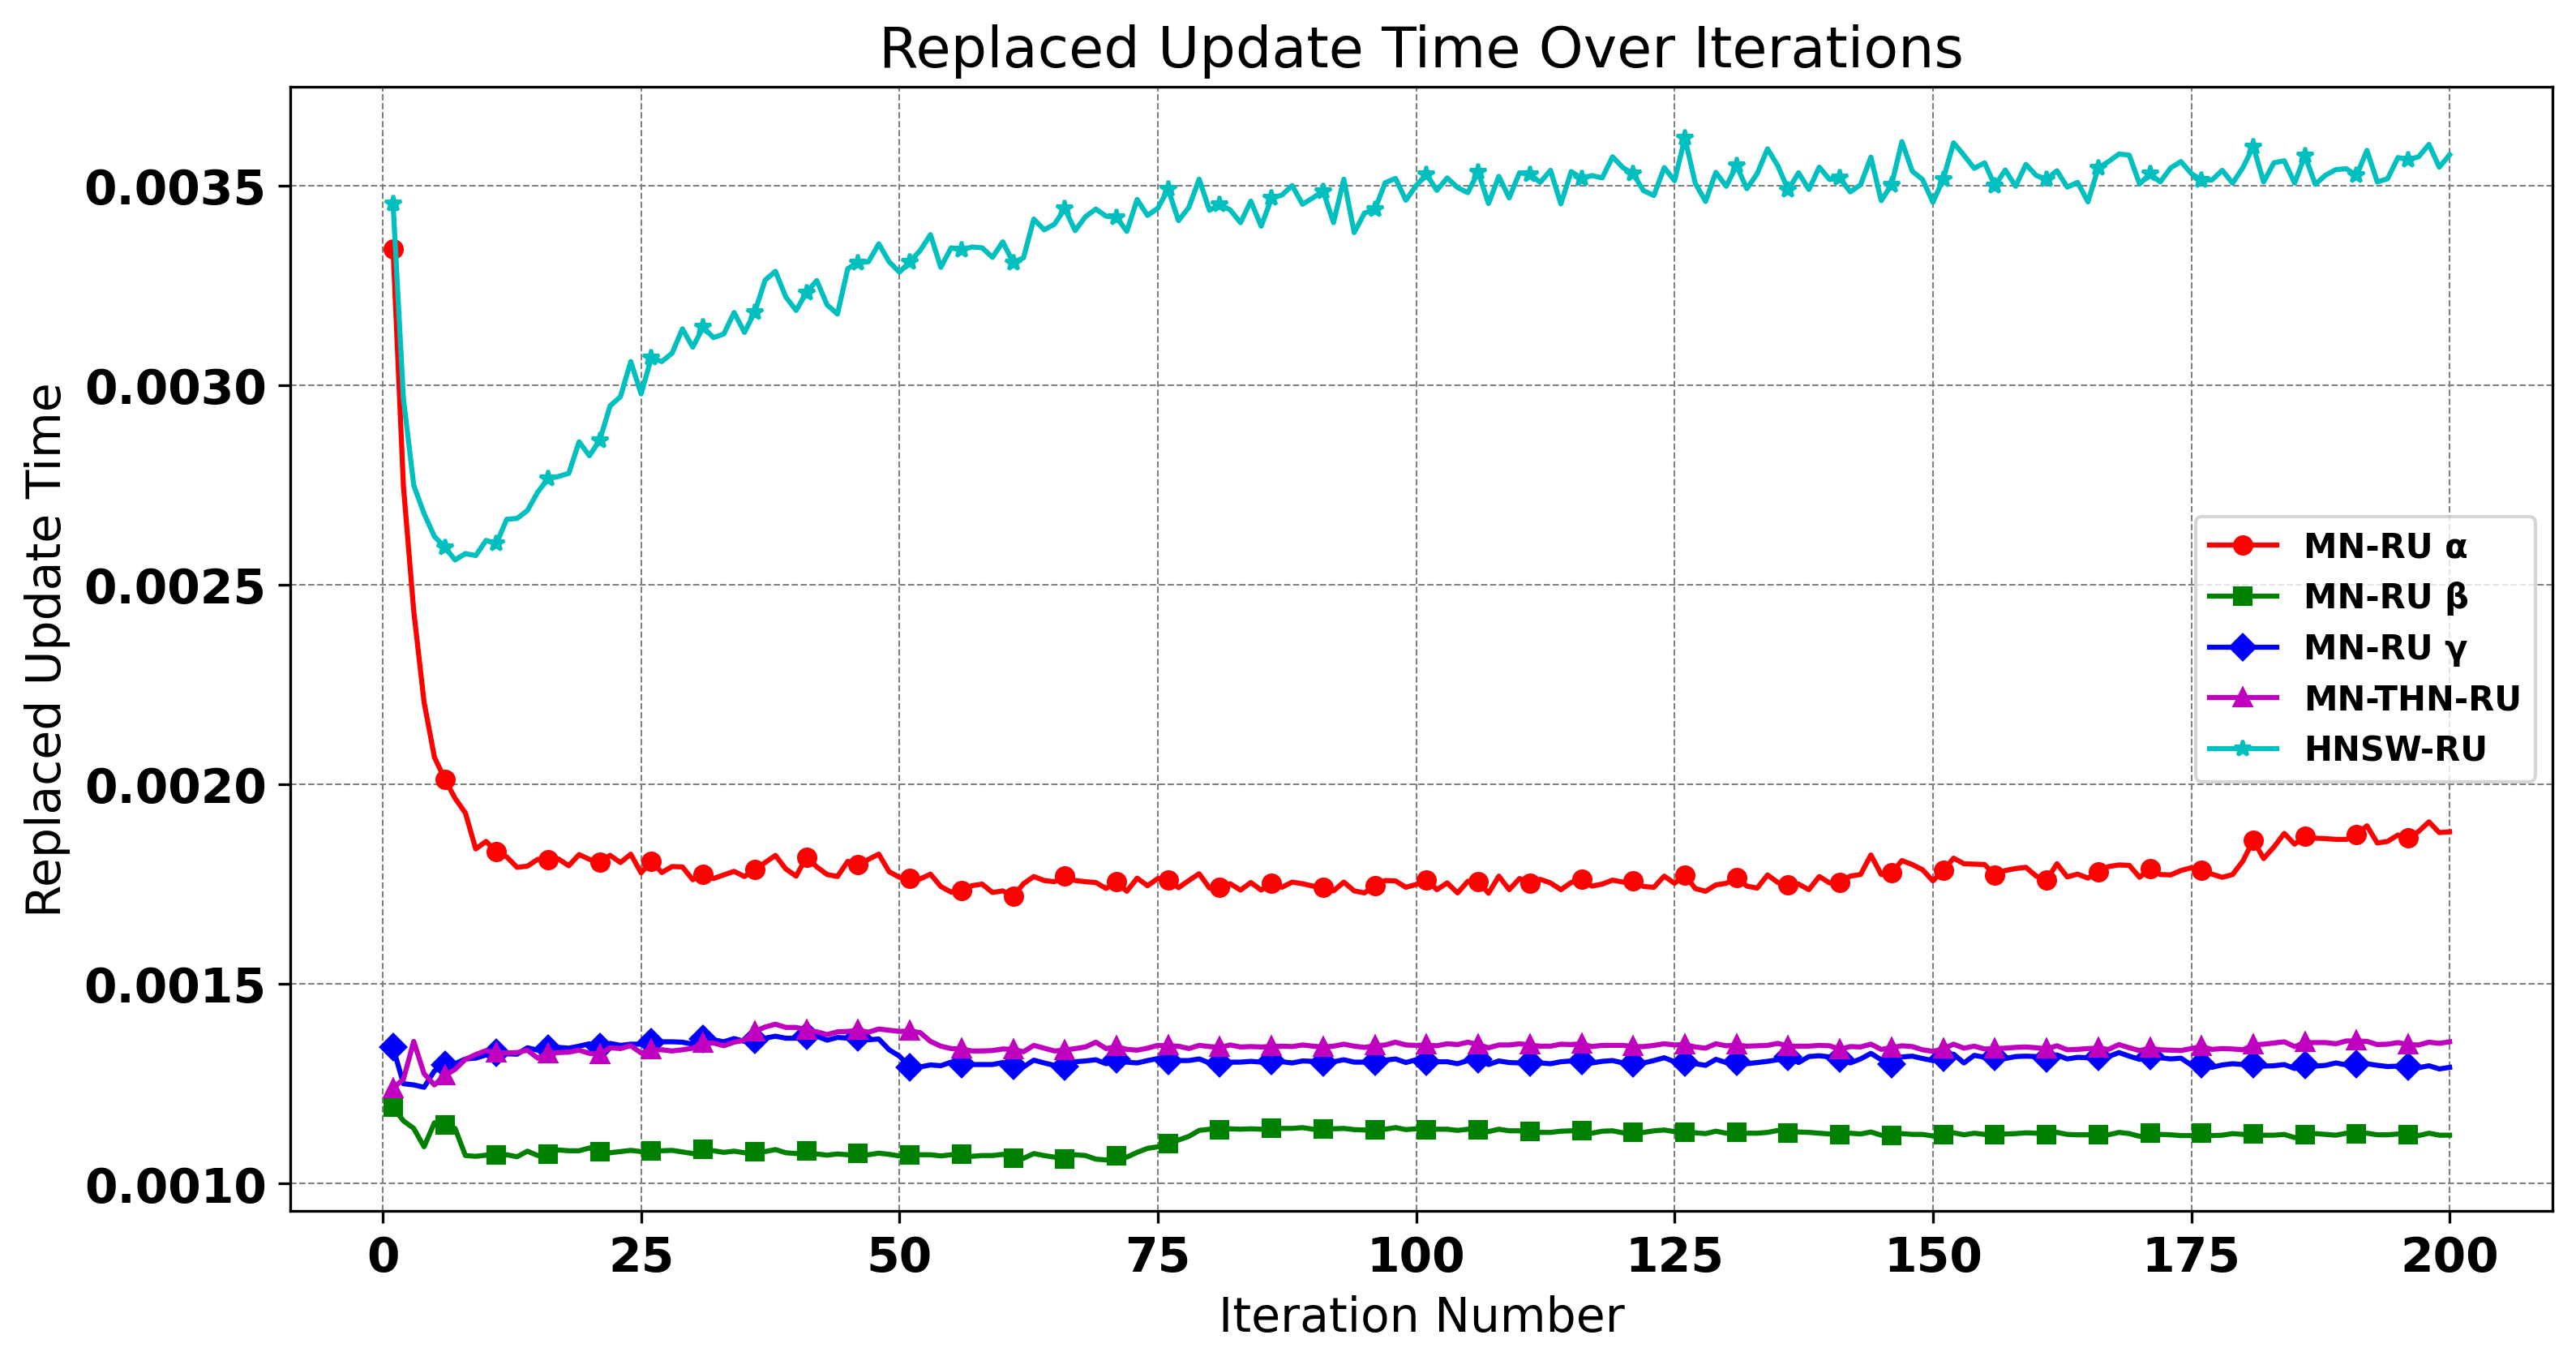 Replaced Update Time Over Iterations
Replaced Update Time
0.0035
0.0030
0.0025
0.0020
0.0015
0.0010
MN-RU α
MN-RU β
MN-RU γ
MN-THN-RU
HNSW-RU
0 25 50 75 100 125 150 175 200
Iteration Number